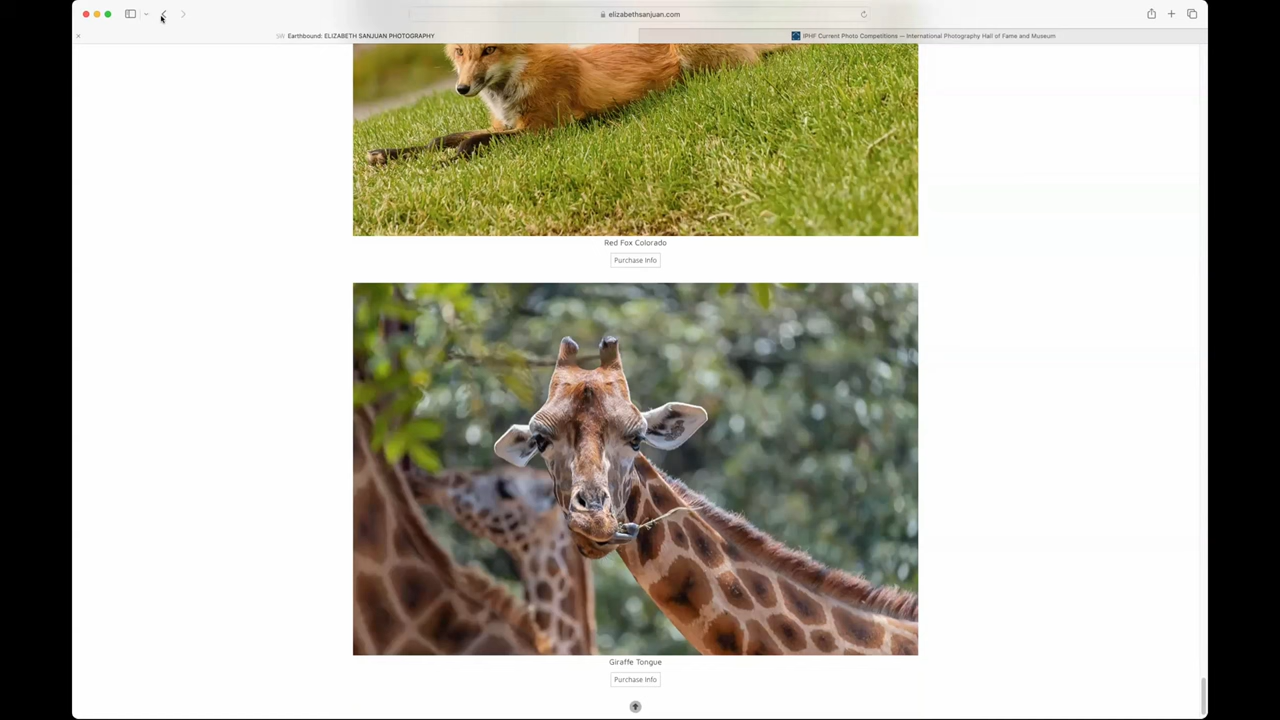 elizabethsanjuan.com
Earthbound: ELIZABETH SANJUAN PHOTOGRAPHY
IPHF Current Photo Competitions — International Photography Hall of Fame and Museum
Red Fox Colorado
Purchase Info
Giraffe Tongue
Purchase Info